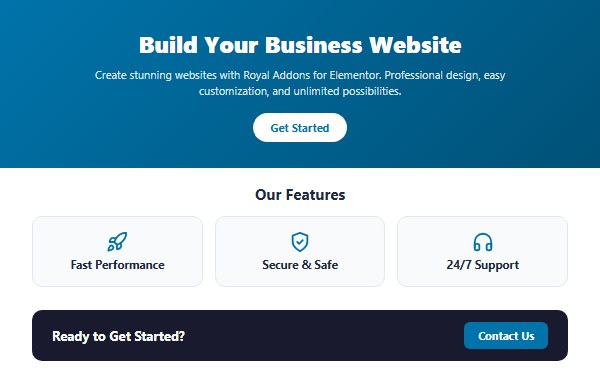 Build Your Business Website
Create stunning websites with Royal Addons for Elementor. Professional design, easy
customization, and unlimited possibilities.
Get Started
Our Features
Fast Performance
Secure & Safe
24/7 Support
Ready to Get Started?
Contact Us